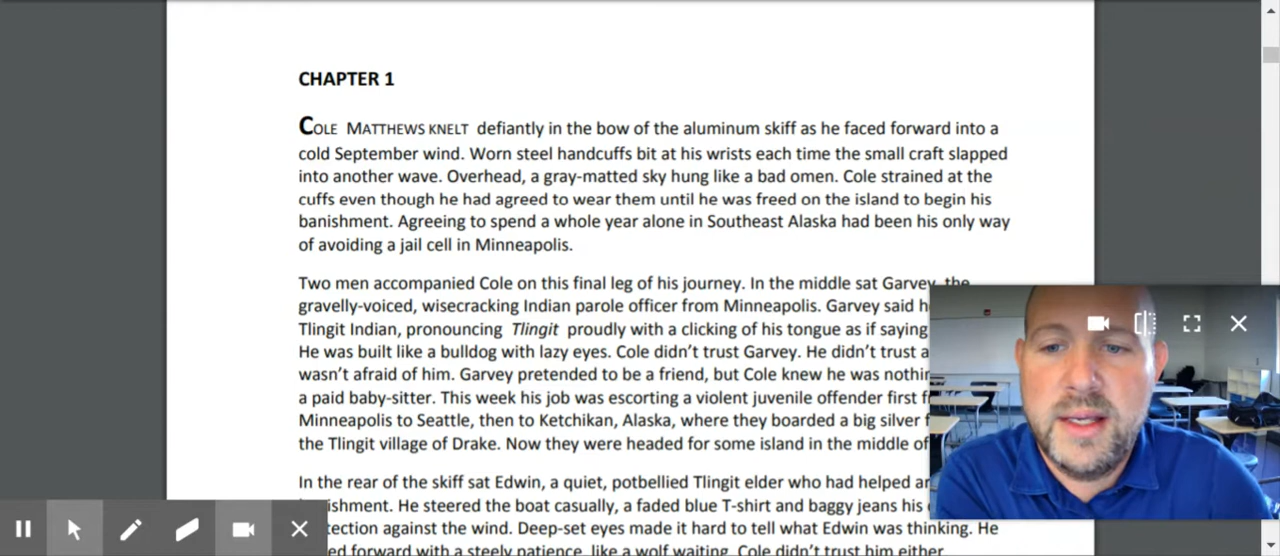 CHAPTER 1
COLE MATTHEWS KNELT defiantly in the bow of the aluminum skiff as he faced forward into a
cold September wind. Worn steel handcuffs bit at his wrists each time the small craft slapped
into another wave. Overhead, a gray-matted sky hung like a bad omen. Cole strained at the
cuffs even though he had agreed to wear them until he was freed on the island to begin his
banishment. Agreeing to spend a whole year alone in Southeast Alaska had been his only way
of avoiding a jail cell in Minneapolis.
Two men accompanied Cole on this final leg of his journey. In the middle sat Garvey, the
gravelly-voiced, wisecracking Indian parole officer from Minneapolis. Garvey said
Tlingit Indian, pronouncing Tlingit proudly with a clicking of his tongue as if saying
He was built like a bulldog with lazy eyes. Cole didn't trust Garvey. He didn't trust
wasn't afraid of him. Garvey pretended to be a friend, but Cole knew he was
a paid baby-sitter. This week his job was escorting a violent juvenile offender first
Minneapolis to Seattle, then to Ketchikan, Alaska, where they boarded a big silver
the Tlingit village of Drake. Now they were headed for some island in the middle of
In the rear of the skiff sat Edwin, a quiet, potbellied Tlingit elder who had helped
He steered the boat casually, a faded blue T-shirt and baggy jeans his
against the wind. Deep-set eyes made it hard to tell what Edwin was thinking. He
forward with a steely patience, like a wolf waiting. Cole didn't trust him either